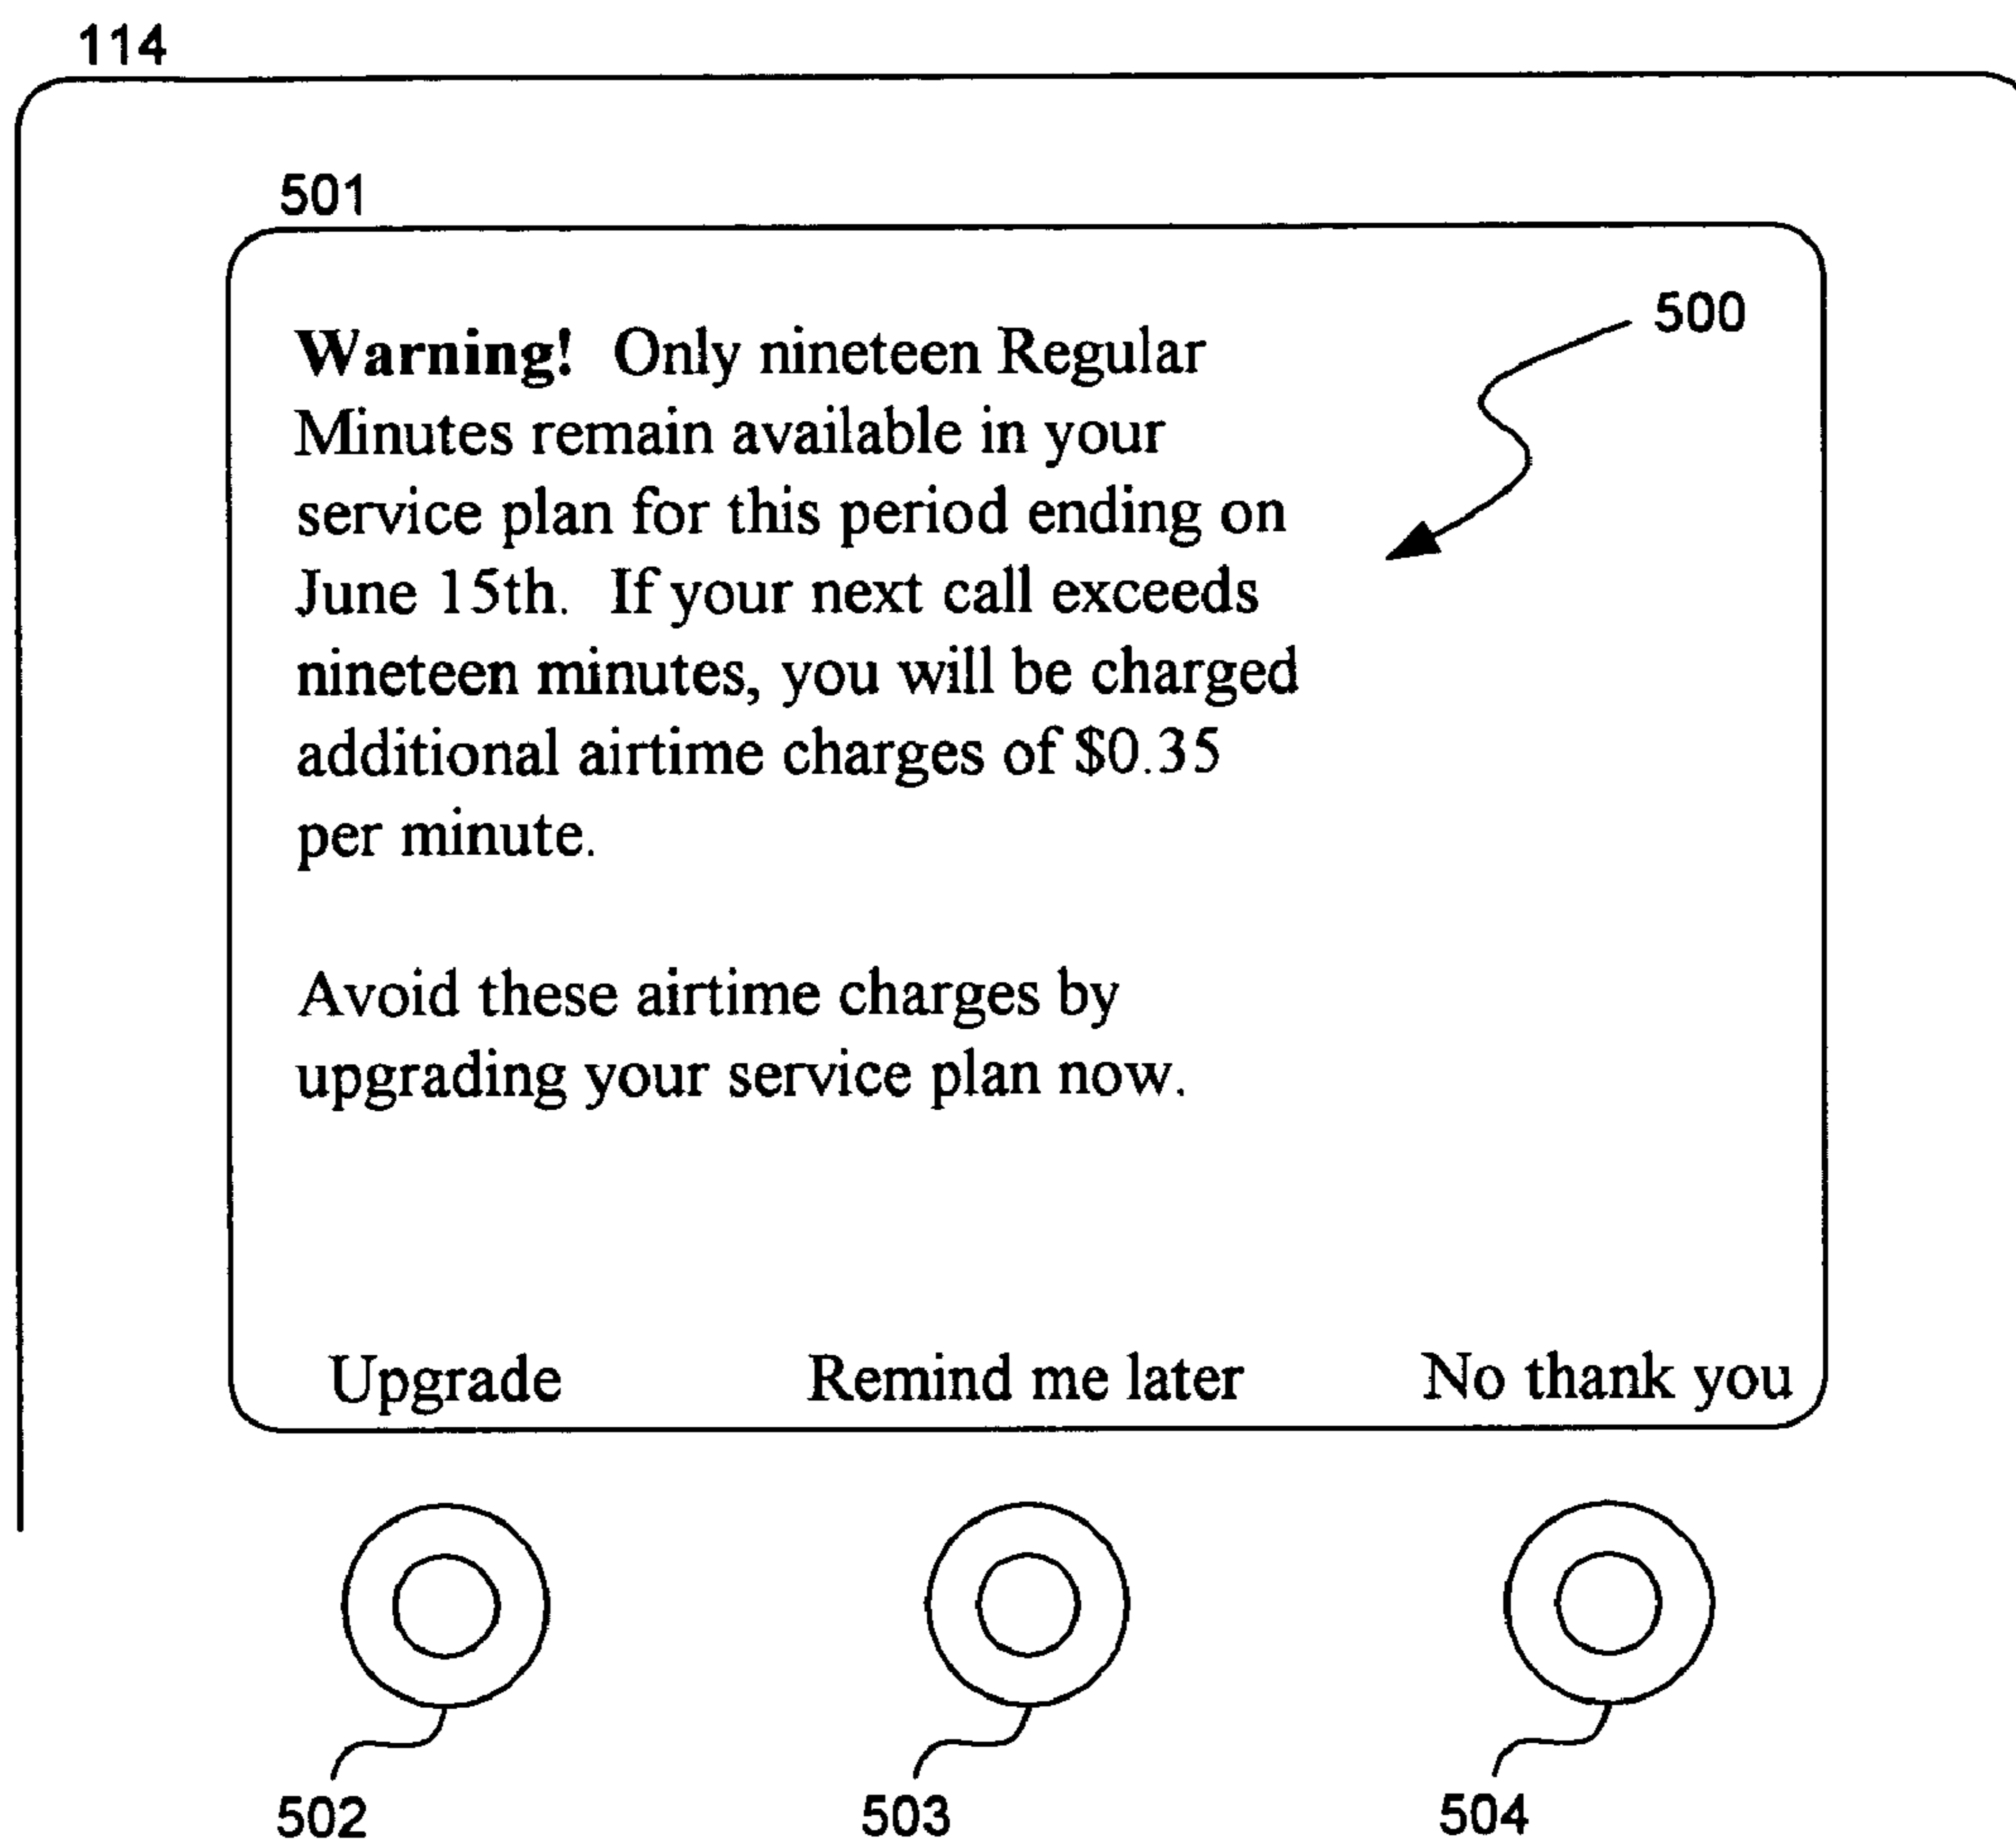 114
501
500
Warning! Only nineteen Regular
Minutes remain available in your
service plan for this period ending on
June 15th. If your next call exceeds
nineteen minutes, you will be charged
additional airtime charges of $0.35
per minute.
Avoid these airtime charges by
upgrading your service plan now.
Upgrade Remind me later No thank you
502 503 504